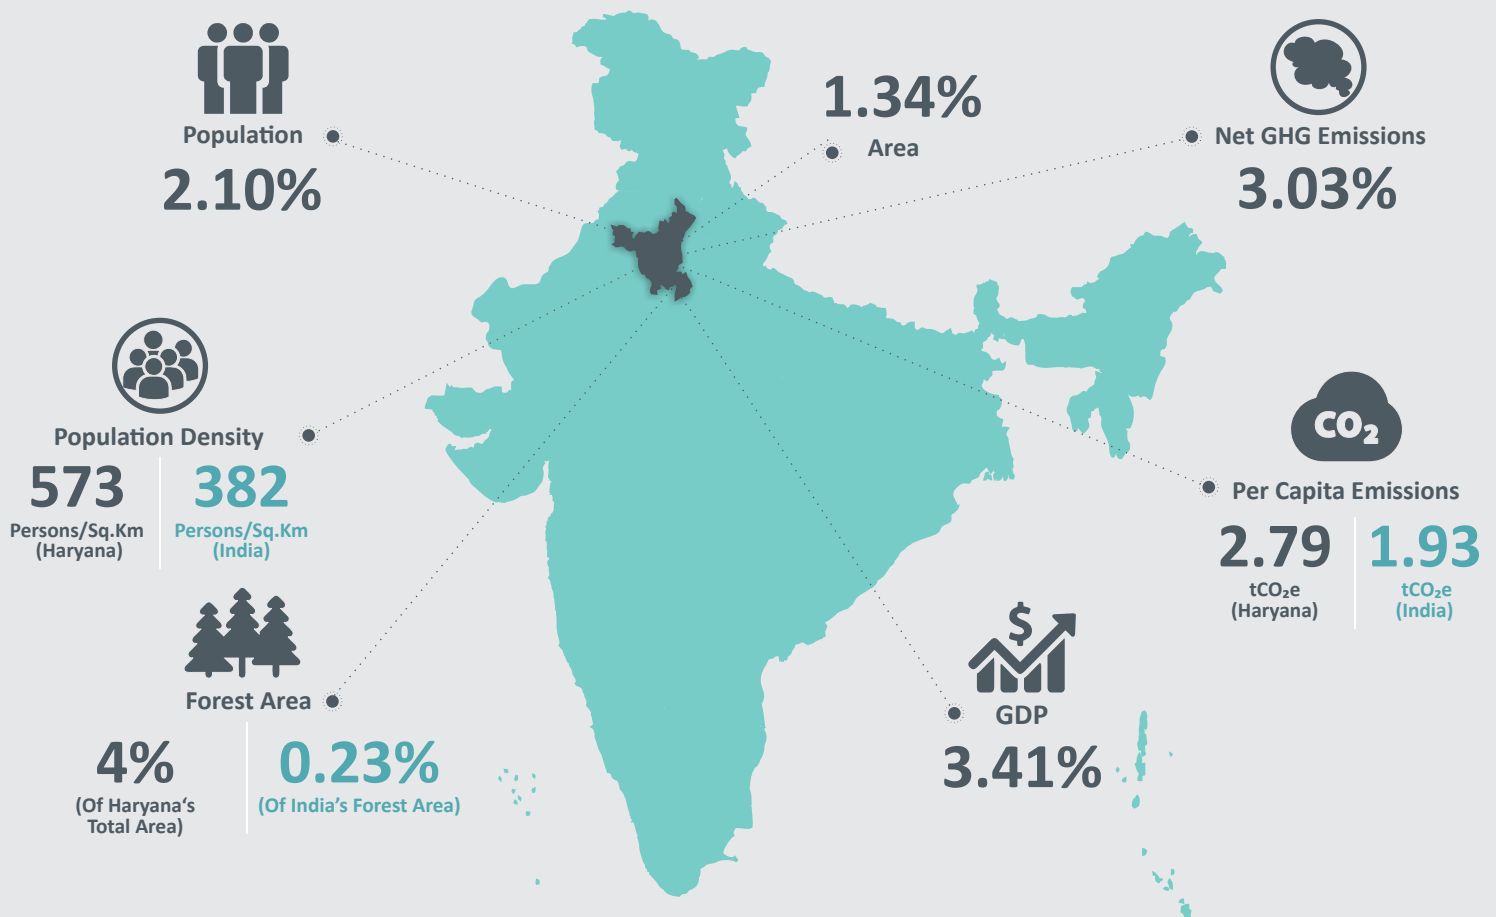 Population
2.10%
1.34%
Area
Net GHG Emissions
3.03%
Population Density
573
Persons/Sq.Km
(Haryana)
382
Persons/Sq.Km
(India)
CO₂
Per Capita Emissions
2.79
tCO₂e
(Haryana)
1.93
tCO₂e
(India)
Forest Area
4%
(Of Haryana‘s
Total Area)
0.23%
(Of India’s Forest Area)
$
GDP
3.41%